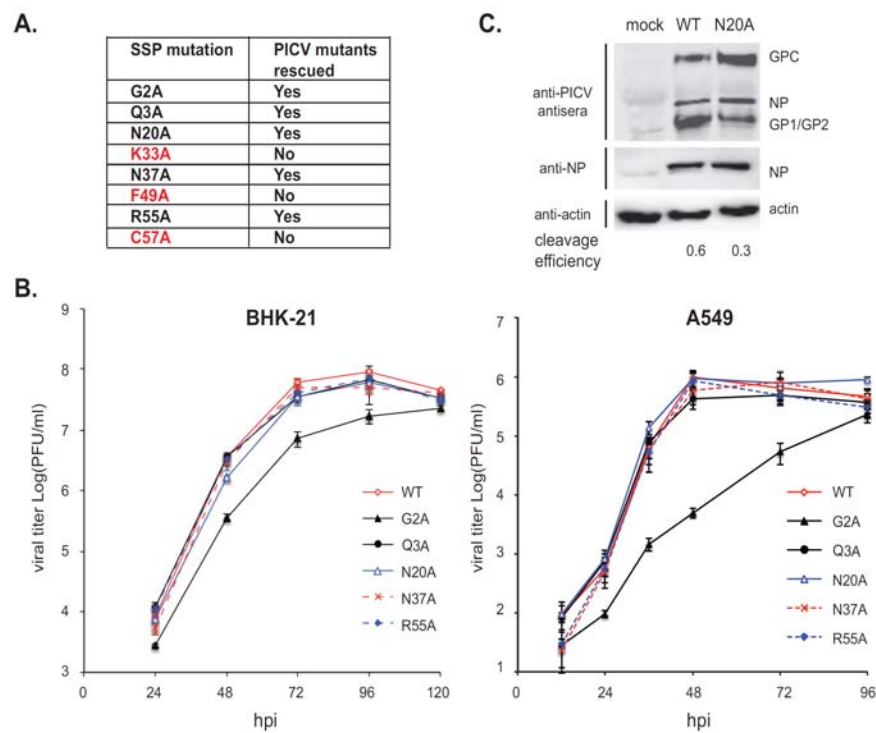 A.
SSP mutation PICV mutants
rescued
G2A Yes
Q3A Yes
N20A Yes
K33A No
N37A Yes
F49A No
R55A Yes
C57A No
C.
mock WT N20A
anti-PICV
antisera
GPC
NP
GP1/GP2
anti-NP
NP
anti-actin
actin
cleavage
efficiency
0.6 0.3
B.
BHK-21
viral titer Log(PFU/ml)
9
8
7
6
5
4
3
0 24 48 72 96 120
hpi
WT
G2A
Q3A
N20A
N37A
R55A
A549
viral titer Log(PFU/ml)
7
6
5
4
3
2
1
0 24 48 72 96
hpi
WT
G2A
Q3A
N20A
N37A
R55A